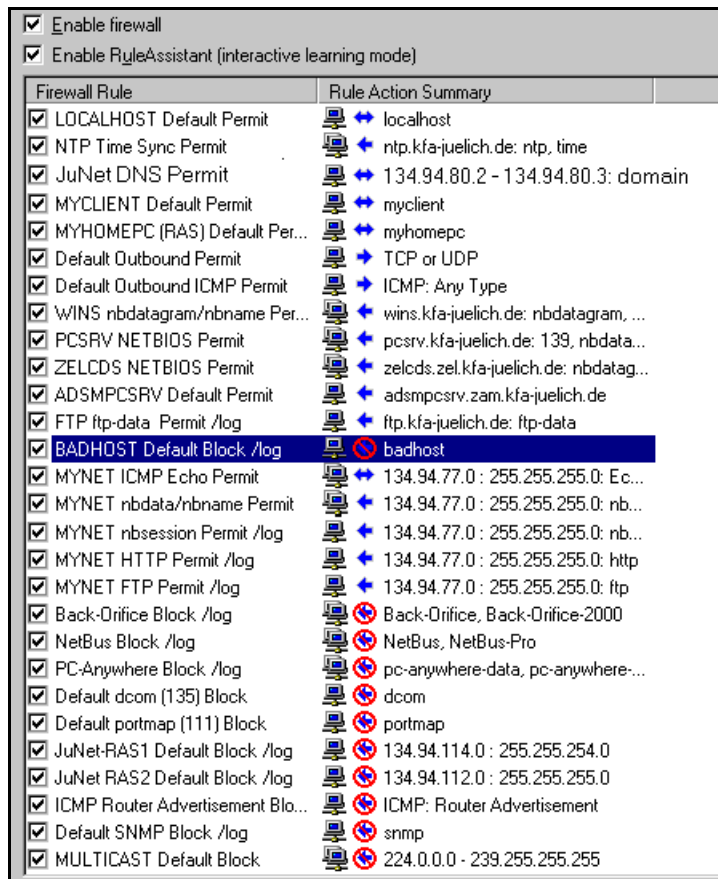 Enable firewall
Enable RuleAssistant (interactive learning mode)
Firewall Rule Rule Action Summary
LOCALHOST Default Permit localhost
NTP Time Sync Permit ntp.kfa-juelich.de: ntp, time
JuNet DNS Permit 134.94.80.2 - 134.94.80.3: domain
MYCLIENT Default Permit myclient
MYHOMEPC (RAS) Default Per... myhomepc
Default Outbound Permit TCP or UDP
Default Outbound ICMP Permit ICMP: Any Type
WINS nbdatagram/nbname Per... wins.kfa-juelich.de: nbdatagram, ...
PCSRV NETBIOS Permit pcsrv.kfa-juelich.de: 139, nbdata...
ZELCDS NETBIOS Permit zelcds.zel.kfa-juelich.de: nbdatag...
ADSMPCSRV Default Permit adsmpcsrv.zam.kfa-juelich.de
FTP ftp-data Permit /log ftp.kfa-juelich.de: ftp-data
BADHOST Default Block /log badhost
MYNET ICMP Echo Permit 134.94.77.0 : 255.255.255.0: Ec...
MYNET nbdata/nbname Permit 134.94.77.0 : 255.255.255.0: nb...
MYNET nbsession Permit /log 134.94.77.0 : 255.255.255.0: nb...
MYNET HTTP Permit /log 134.94.77.0 : 255.255.255.0: http
MYNET FTP Permit /log 134.94.77.0 : 255.255.255.0: ftp
Back-Orifice Block /log Back-Orifice, Back-Orifice-2000
NetBus Block /log NetBus, NetBus-Pro
PC-Anywhere Block /log pc-anywhere-data, pc-anywhere-...
Default dcom (135) Block dcom
Default portmap (111) Block portmap
JuNet-RAS1 Default Block /log 134.94.114.0 : 255.255.254.0
JuNet RAS2 Default Block /log 134.94.112.0 : 255.255.255.0
ICMP Router Advertisement Blo... ICMP: Router Advertisement
Default SNMP Block /log snmp
MULTICAST Default Block 224.0.0.0 - 239.255.255.255